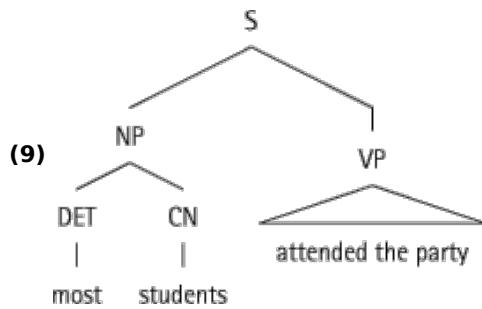 S
NP
(9)
VP
DET CN
attended the party
most students